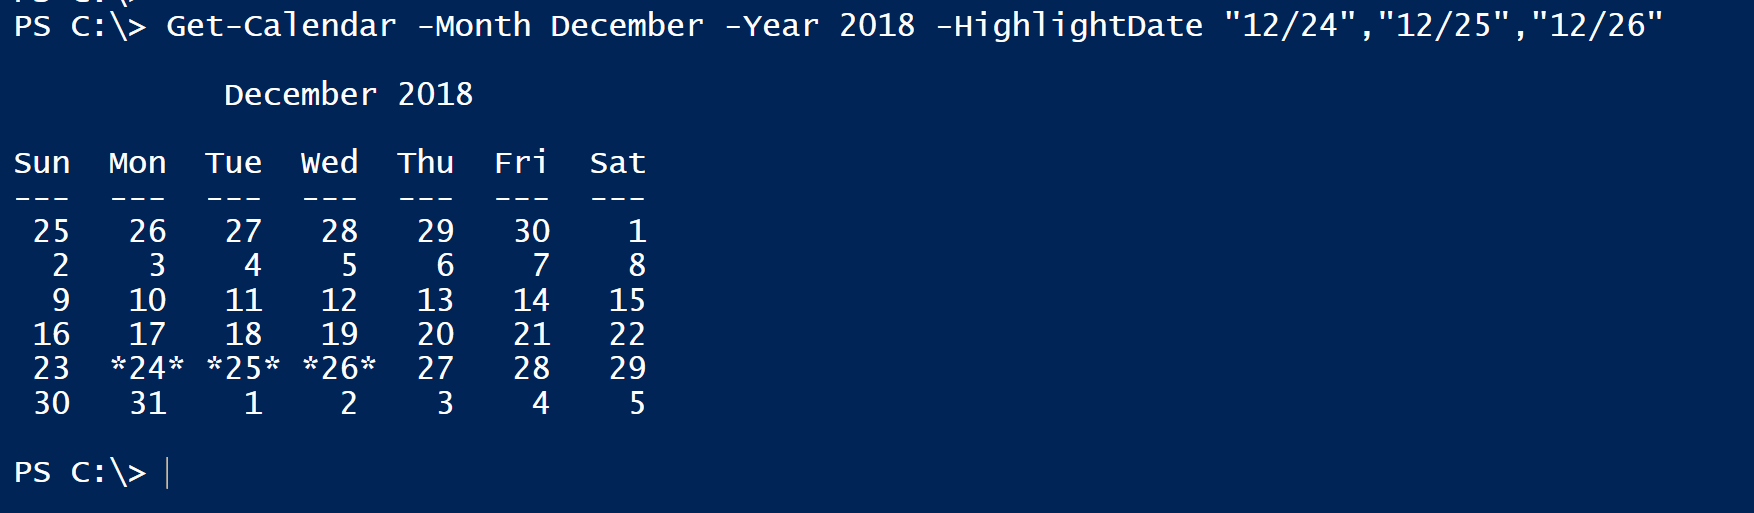 PS C:\>
PS C:\> Get-Calendar -Month December -Year 2018 -HighlightDate "12/24","12/25","12/26"
December 2018
Sun Mon Tue Wed Thu Fri Sat
--- --- --- --- --- --- ---
25 26 27 28 29 30 1
2 3 4 5 6 7 8
9 10 11 12 13 14 15
16 17 18 19 20 21 22
23 *24* *25* *26* 27 28 29
30 31 1 2 3 4 5
PS C:\>